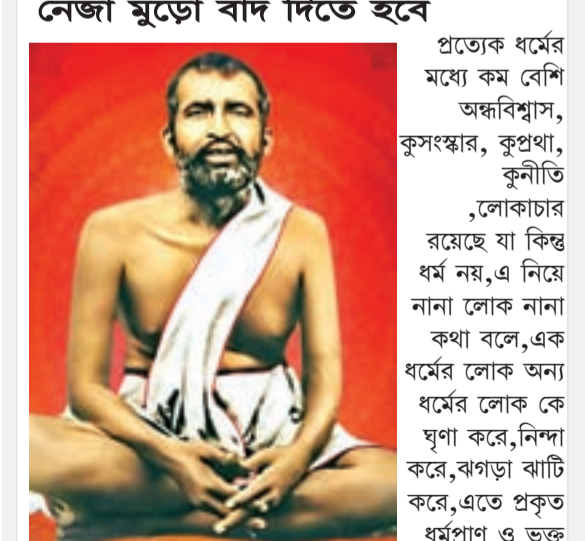 নেজা মুড়ো বাদ দিতে হবে
প্রত্যেক ধর্মের
মধ্যে কম বেশি
অন্ধবিশ্বাস,
কুসংস্কার, কুপ্রথা,
কুনীতি
,লোকাচার
রয়েছে যা কিন্তু
ধর্ম নয়,এ নিয়ে
নানা লোক নানা
কথা বলে,এক
ধর্মের লোক অন্য
ধর্মের লোক কে
ঘৃণা করে,নিন্দা
করে,ঝগড়া ঝাটি
করে,এতে প্রকৃত
ধর্মপ্রাণ ও ভক্ত